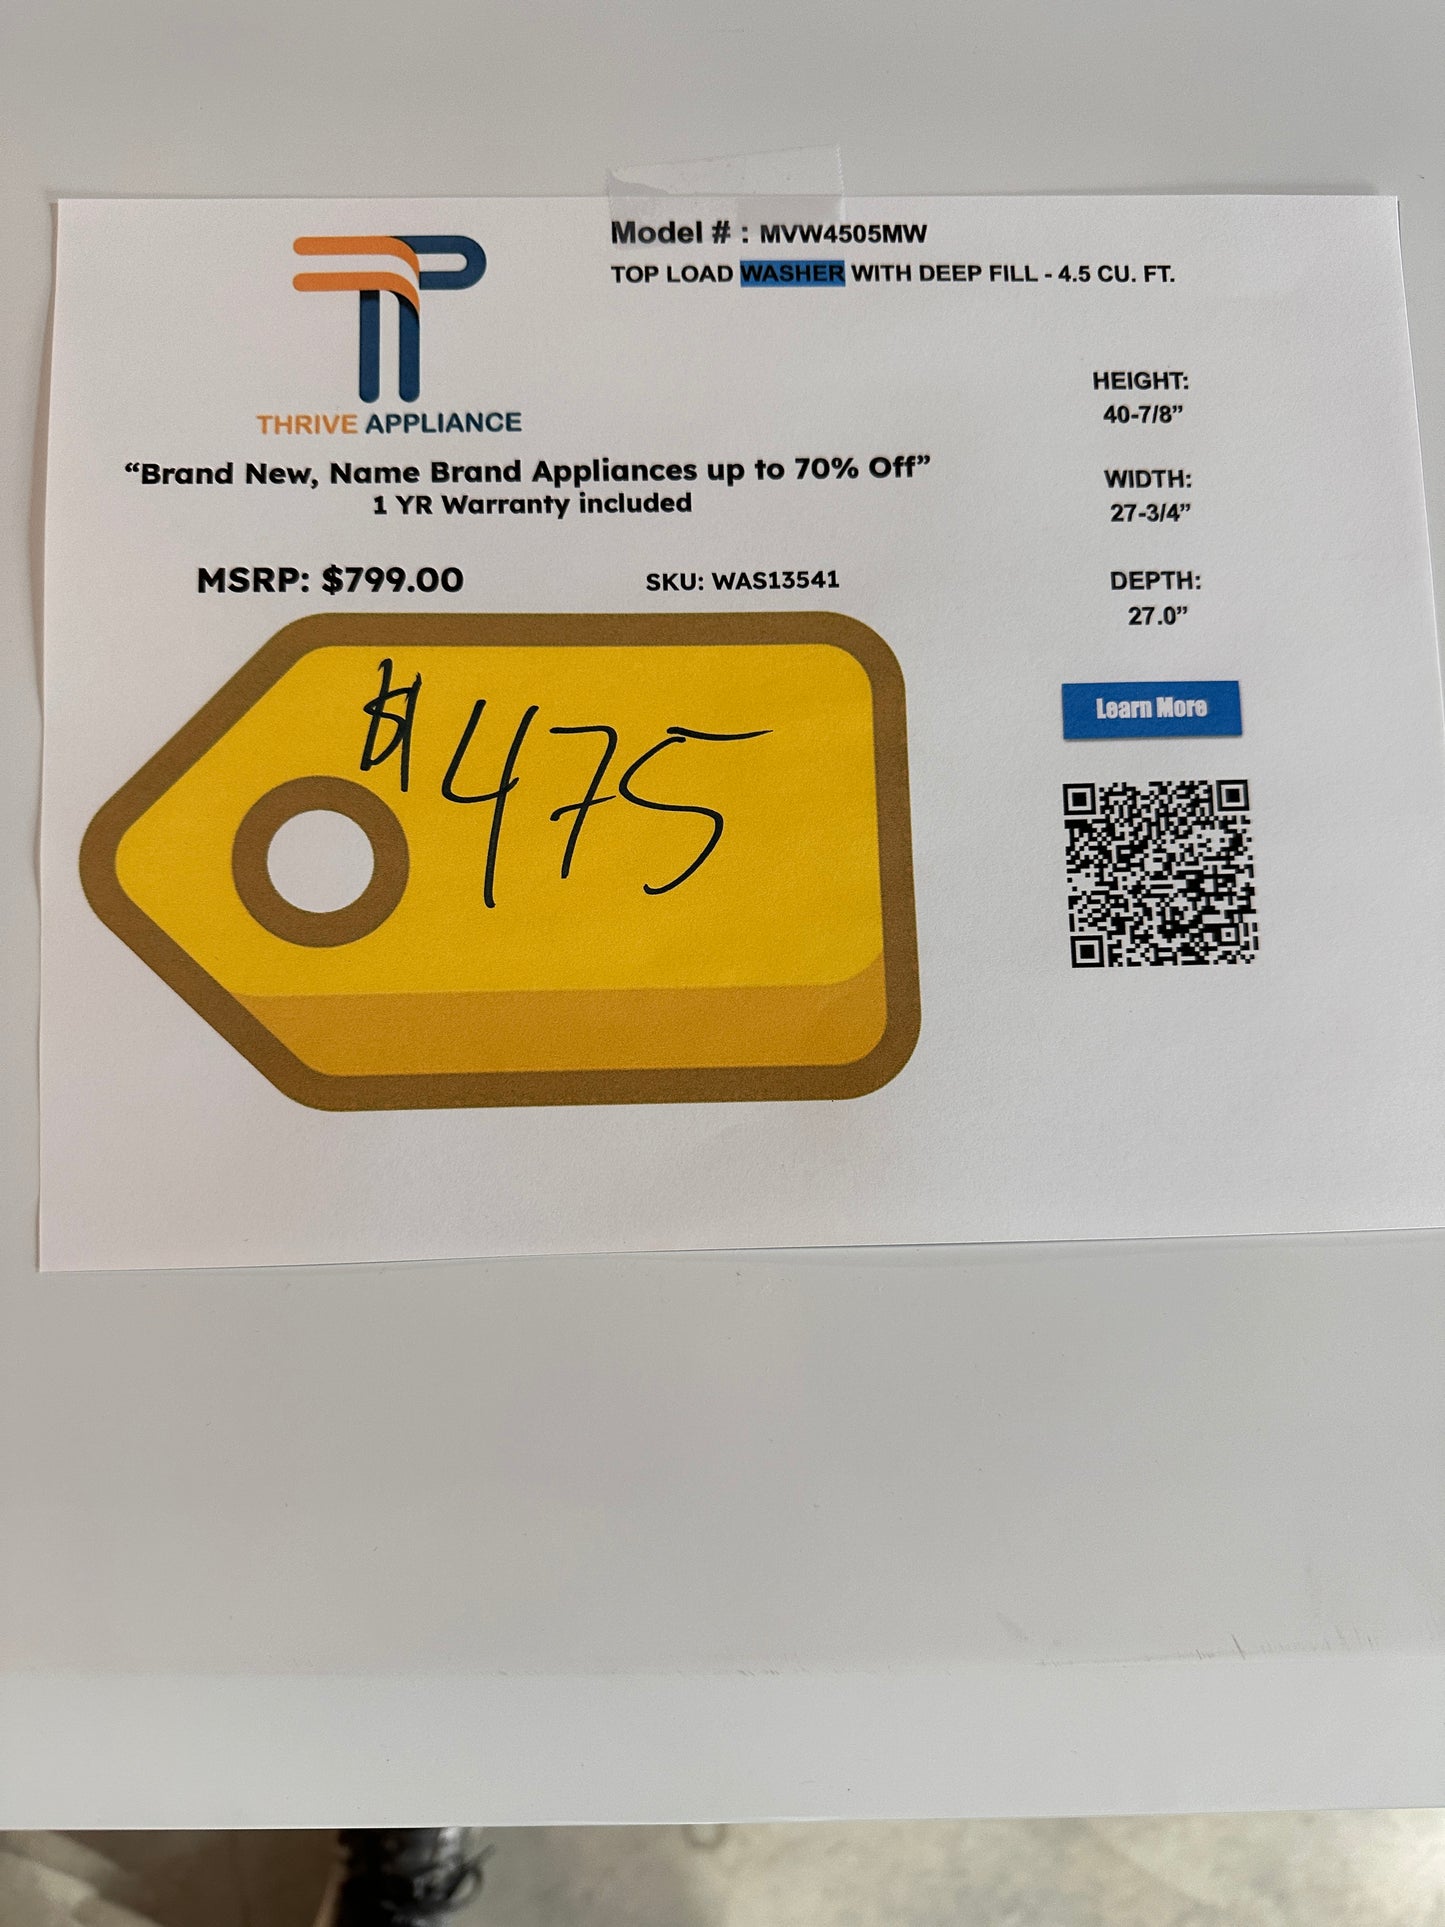 Model # : MVW4505MW
TOP LOAD WASHER WITH DEEP FILL - 4.5 CU. FT.
THRIVE APPLIANCE
“Brand New, Name Brand Appliances up to 70% Off”
1 YR Warranty included
MSRP: $799.00
SKU: WAS13541
$475
HEIGHT:
40-7/8”
WIDTH:
27-3/4”
DEPTH:
27.0”
Learn More